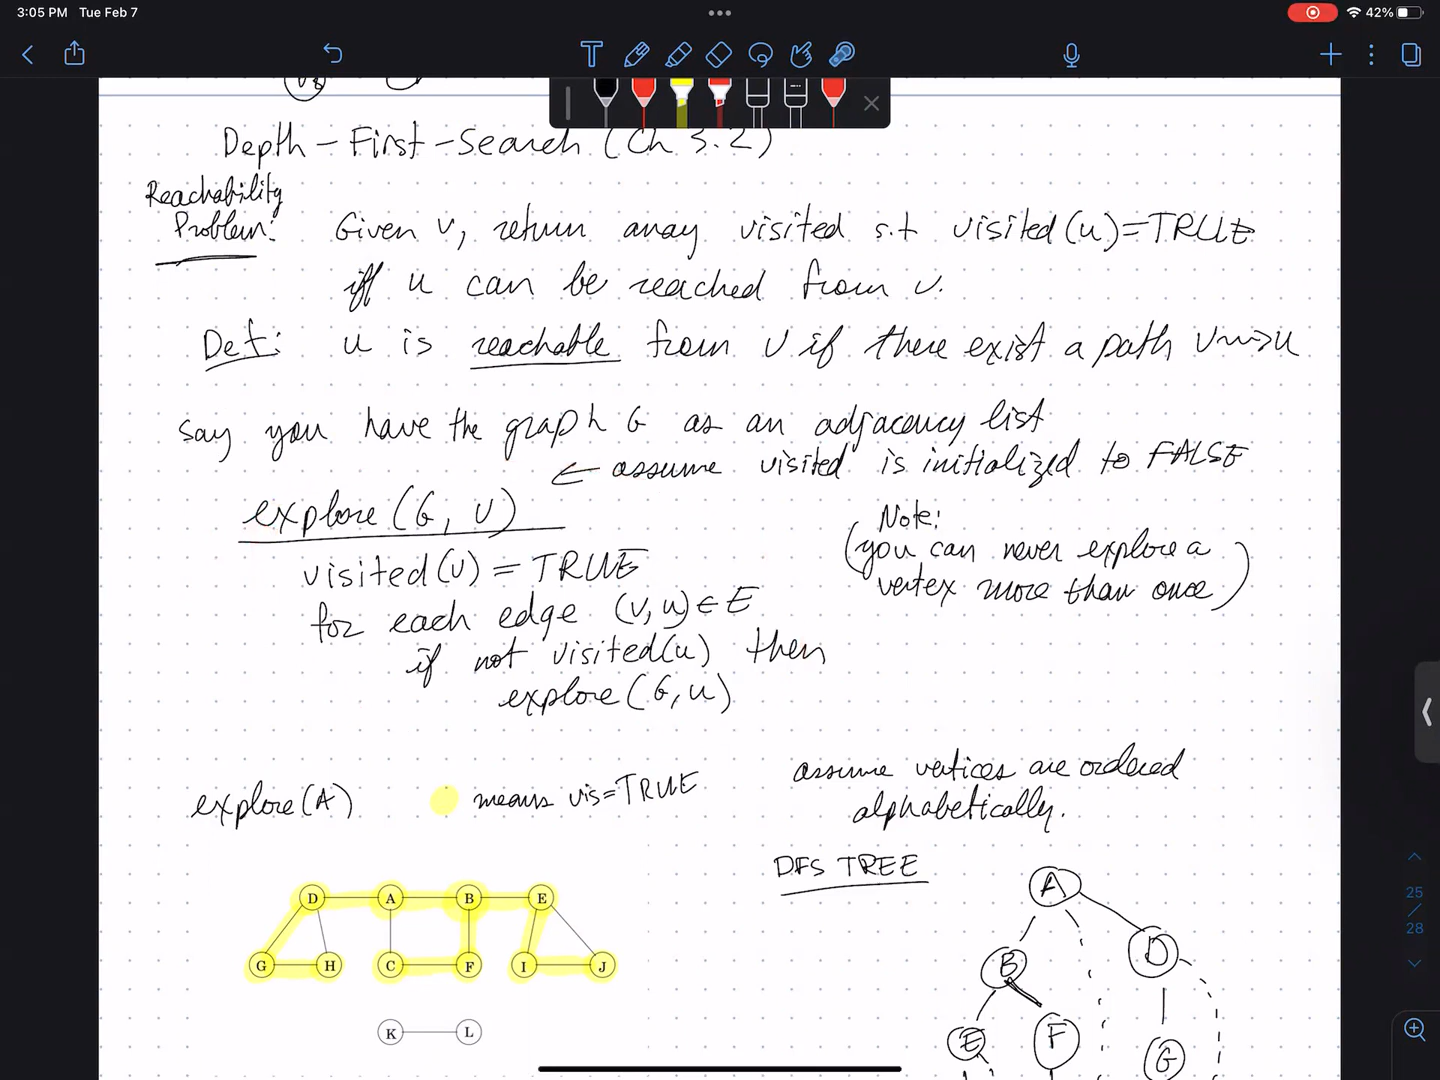 3:05 PM Tue Feb 7
42%
Depth-First-Search (Ch 3.2)
Reachability
Problem:
Given v, return array visited s.t visited(u)=TRUE
iff u can be reached from v.
Def: u is reachable from v if there exist a path v~>u
say you have the graph G as an adjacency list
← assume visited is initialized to FALSE
explore(G, v)
visited(v) = TRUE
for each edge (v,u) ∈ E
if not visited(u) then
explore(G,u)
Note:
(you can never explore a
vertex more than once)
explore(A)
means vis=TRUE
assume vertices are ordered
alphabetically.
DFS TREE
D A B E
G H C F I J
K L
A
B D
E F G
25
/
28